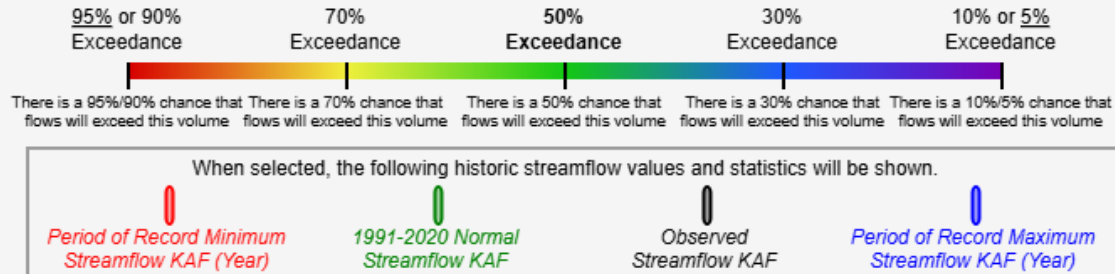 95% or 90% 70% 50% 30% 10% or 5%
Exceedance Exceedance Exceedance Exceedance Exceedance
There is a 95%/90% chance that There is a 70% chance that There is a 50% chance that There is a 30% chance that There is a 10%/5% chance that
flows will exceed this volume flows will exceed this volume flows will exceed this volume flows will exceed this volume flows will exceed this volume
When selected, the following historic streamflow values and statistics will be shown.
Period of Record Minimum 1991-2020 Normal Observed Period of Record Maximum
Streamflow KAF (Year) Streamflow KAF Streamflow KAF Streamflow KAF (Year)